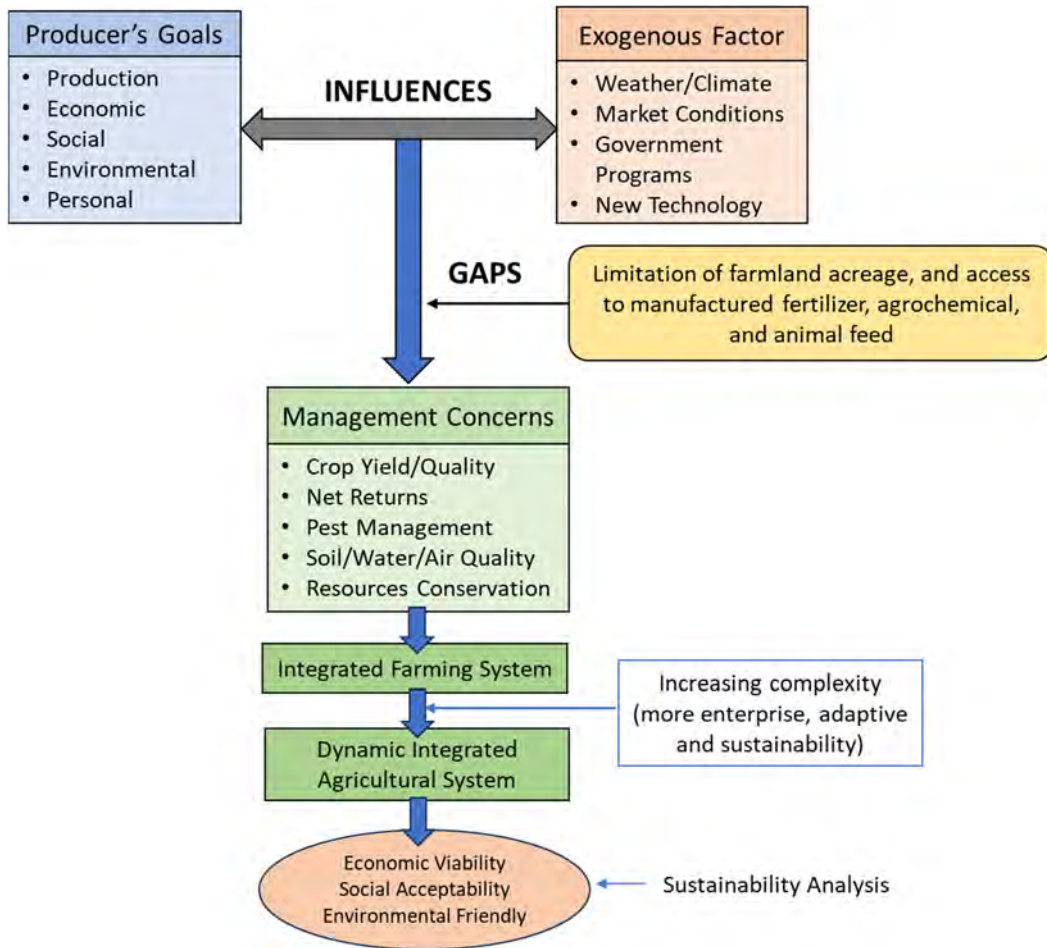 Producer's Goals
• Production
• Economic
• Social
• Environmental
• Personal
INFLUENCES
Exogenous Factor
• Weather/Climate
• Market Conditions
• Government
Programs
• New Technology
GAPS
Limitation of farmland acreage, and access
to manufactured fertilizer, agrochemical,
and animal feed
Management Concerns
• Crop Yield/Quality
• Net Returns
• Pest Management
• Soil/Water/Air Quality
• Resources Conservation
Integrated Farming System
Increasing complexity
(more enterprise, adaptive
and sustainability)
Dynamic Integrated
Agricultural System
Economic Viability
Social Acceptability
Environmental Friendly
Sustainability Analysis